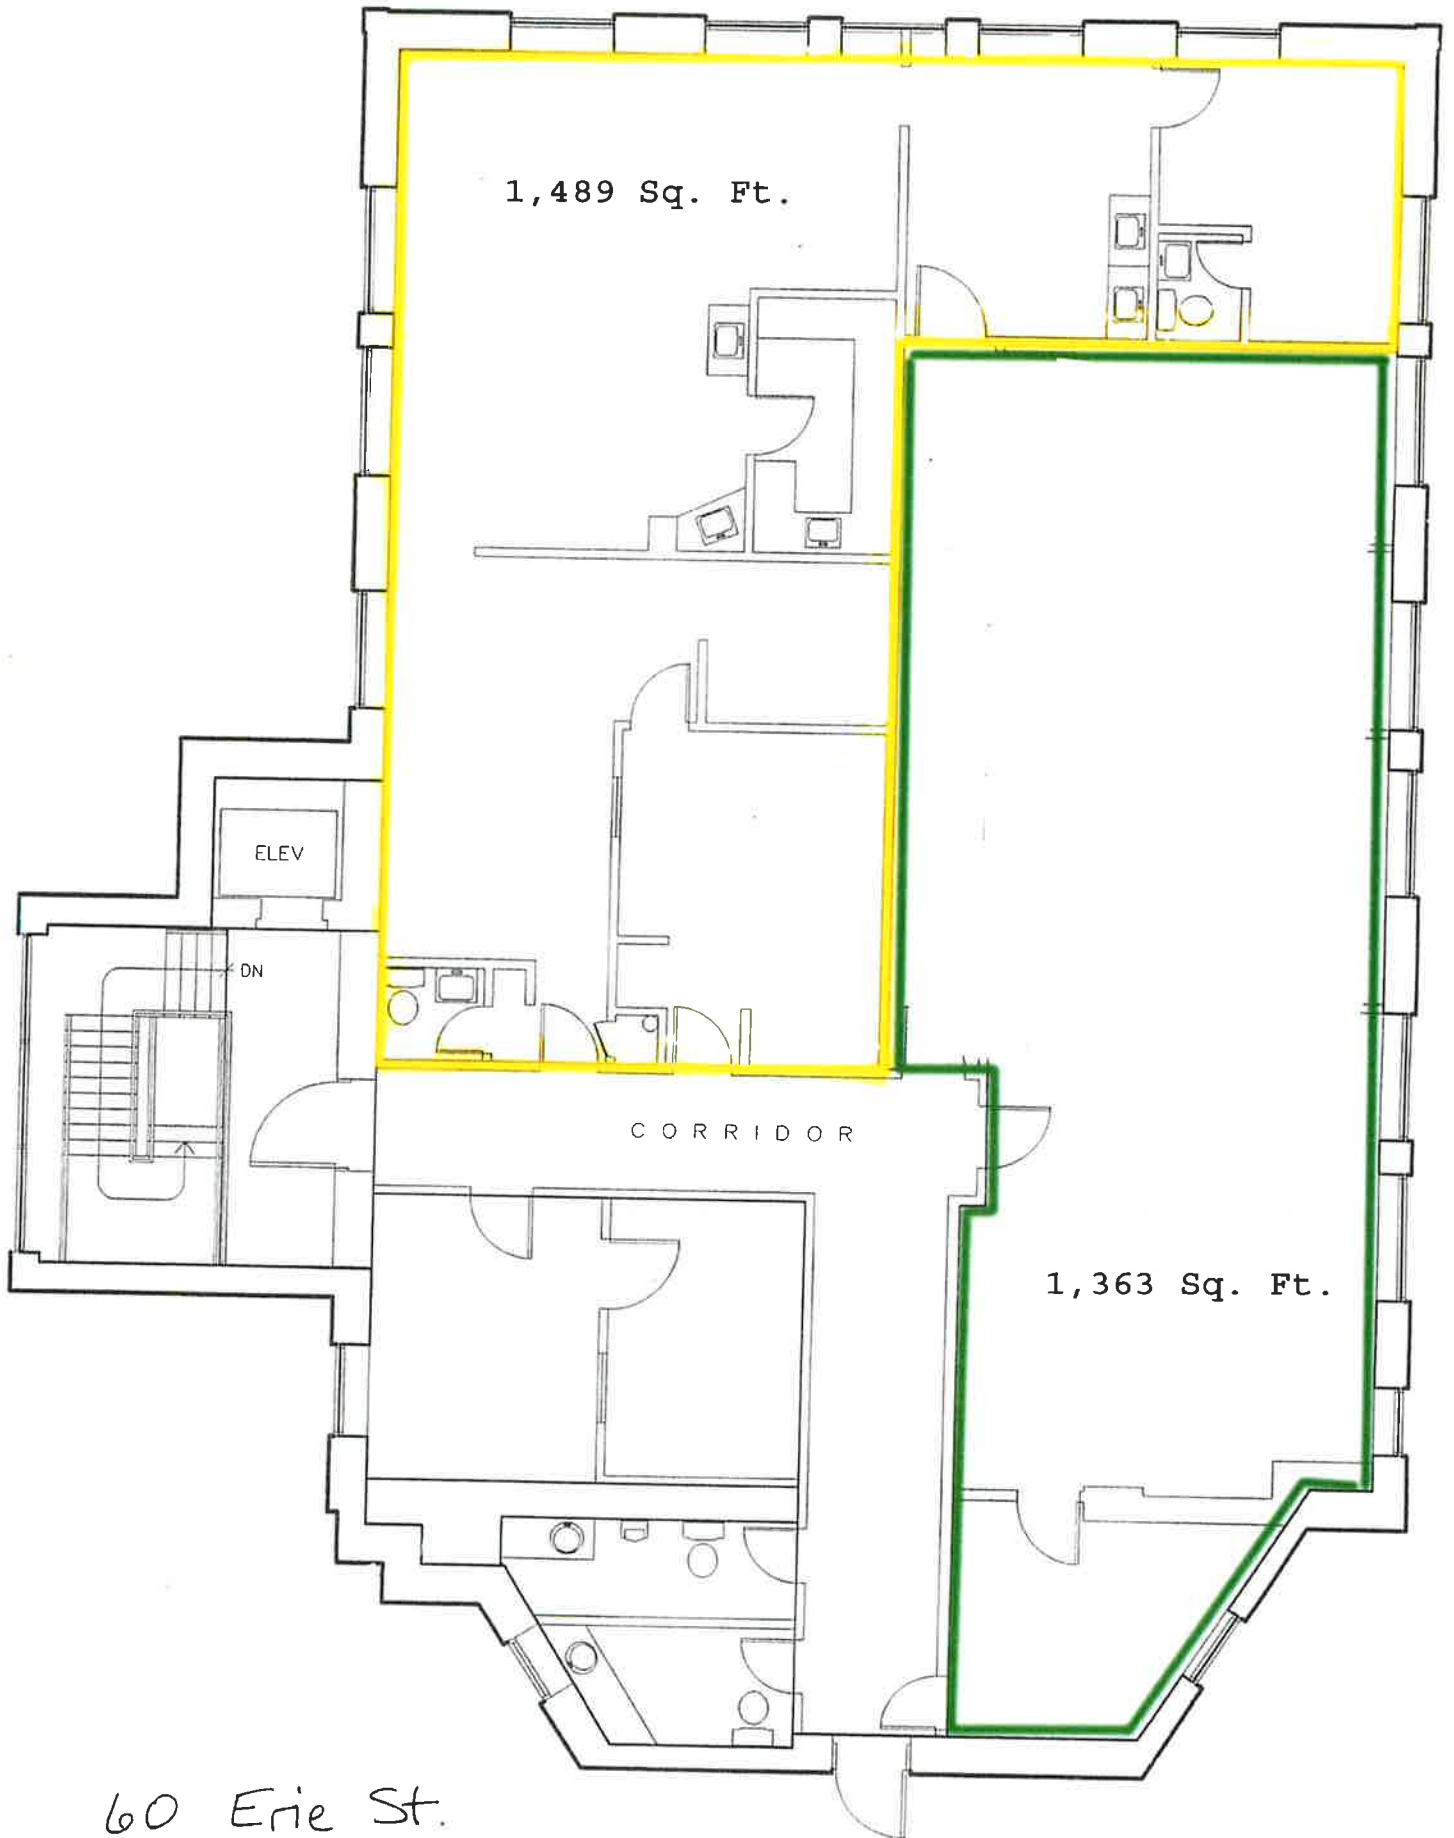 1,489 Sq. Ft.
ELEV
DN
CORRIDOR
1,363 Sq. Ft.
60 Erie St.